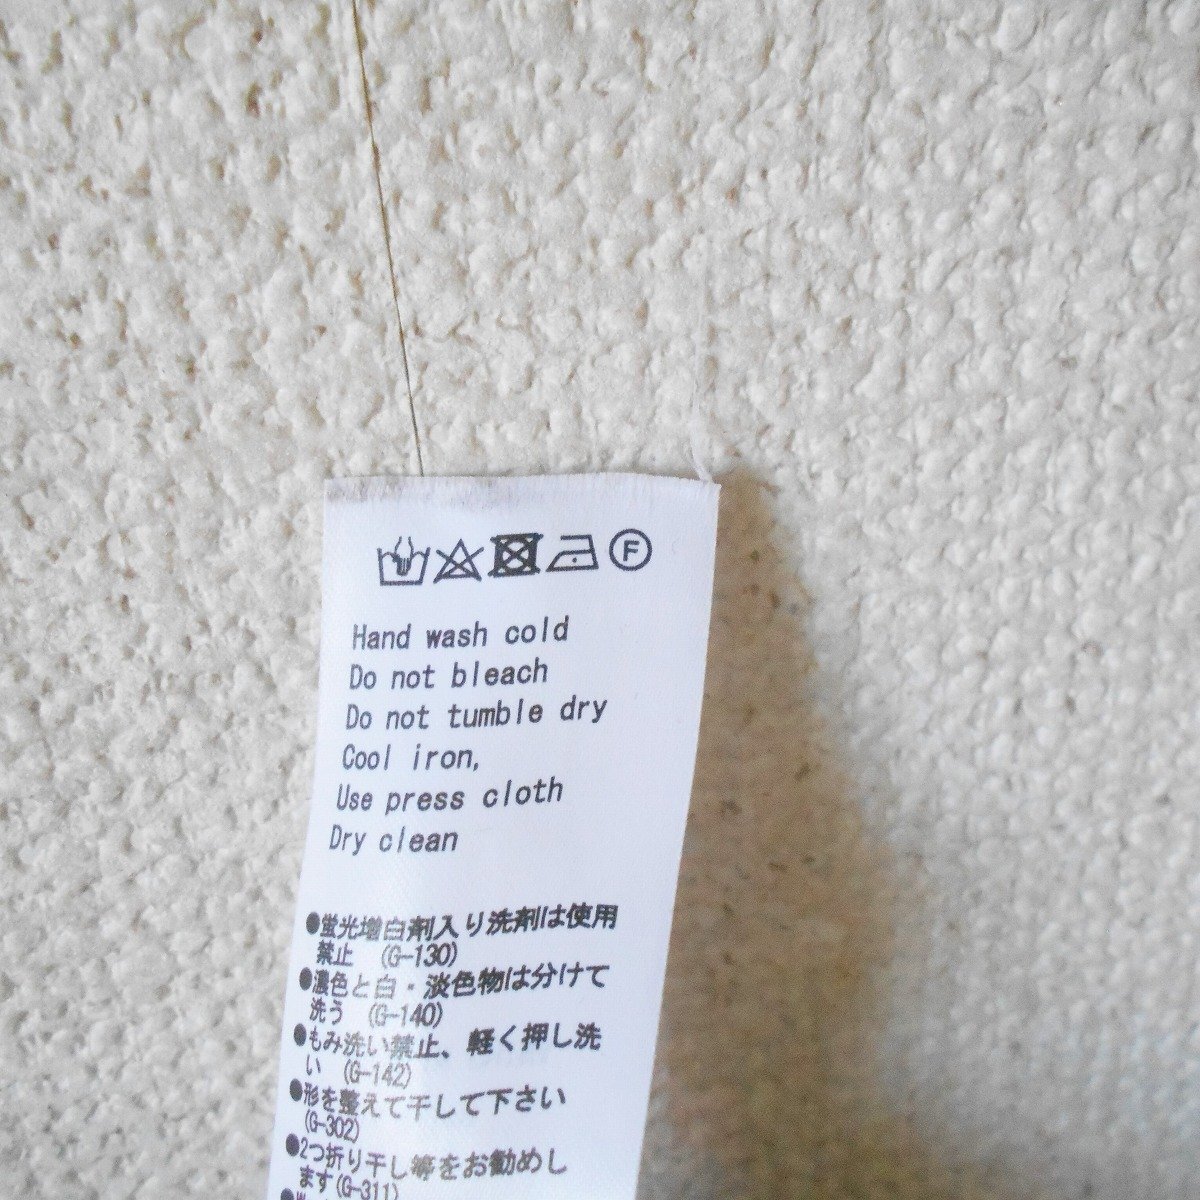 F
Hand wash cold
Do not bleach
Do not tumble dry
Cool iron,
Use press cloth
Dry clean
●蛍光増白剤入り洗剤は使用
禁止 (G-130)
●濃色と白・淡色物は分けて
洗う (G-140)
●もみ洗い禁止、軽く押し洗
い (G-142)
●形を整えて干して下さい
(G-302)
●2つ折り干し等をお勧めし
ます(G-311)